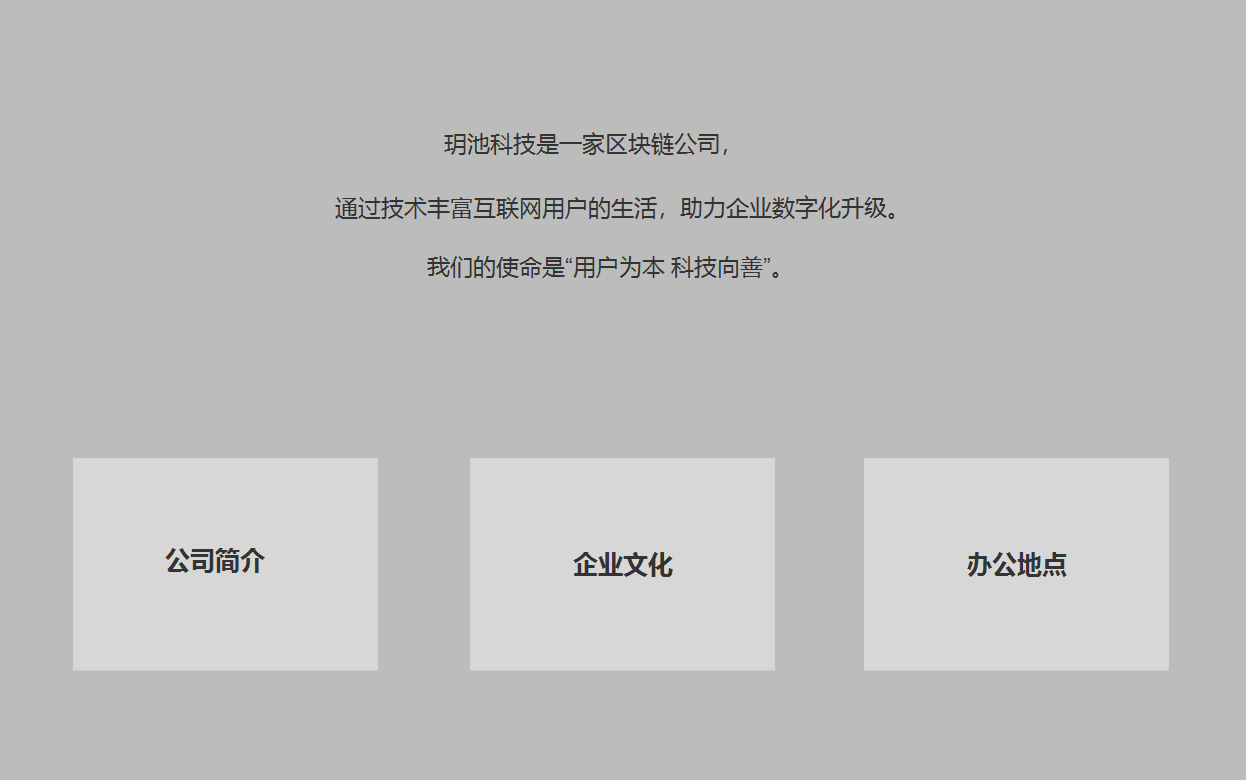 玥池科技是一家区块链公司，
通过技术丰富互联网用户的生活，助力企业数字化升级。
我们的使命是“用户为本 科技向善”。
公司简介
企业文化
办公地点